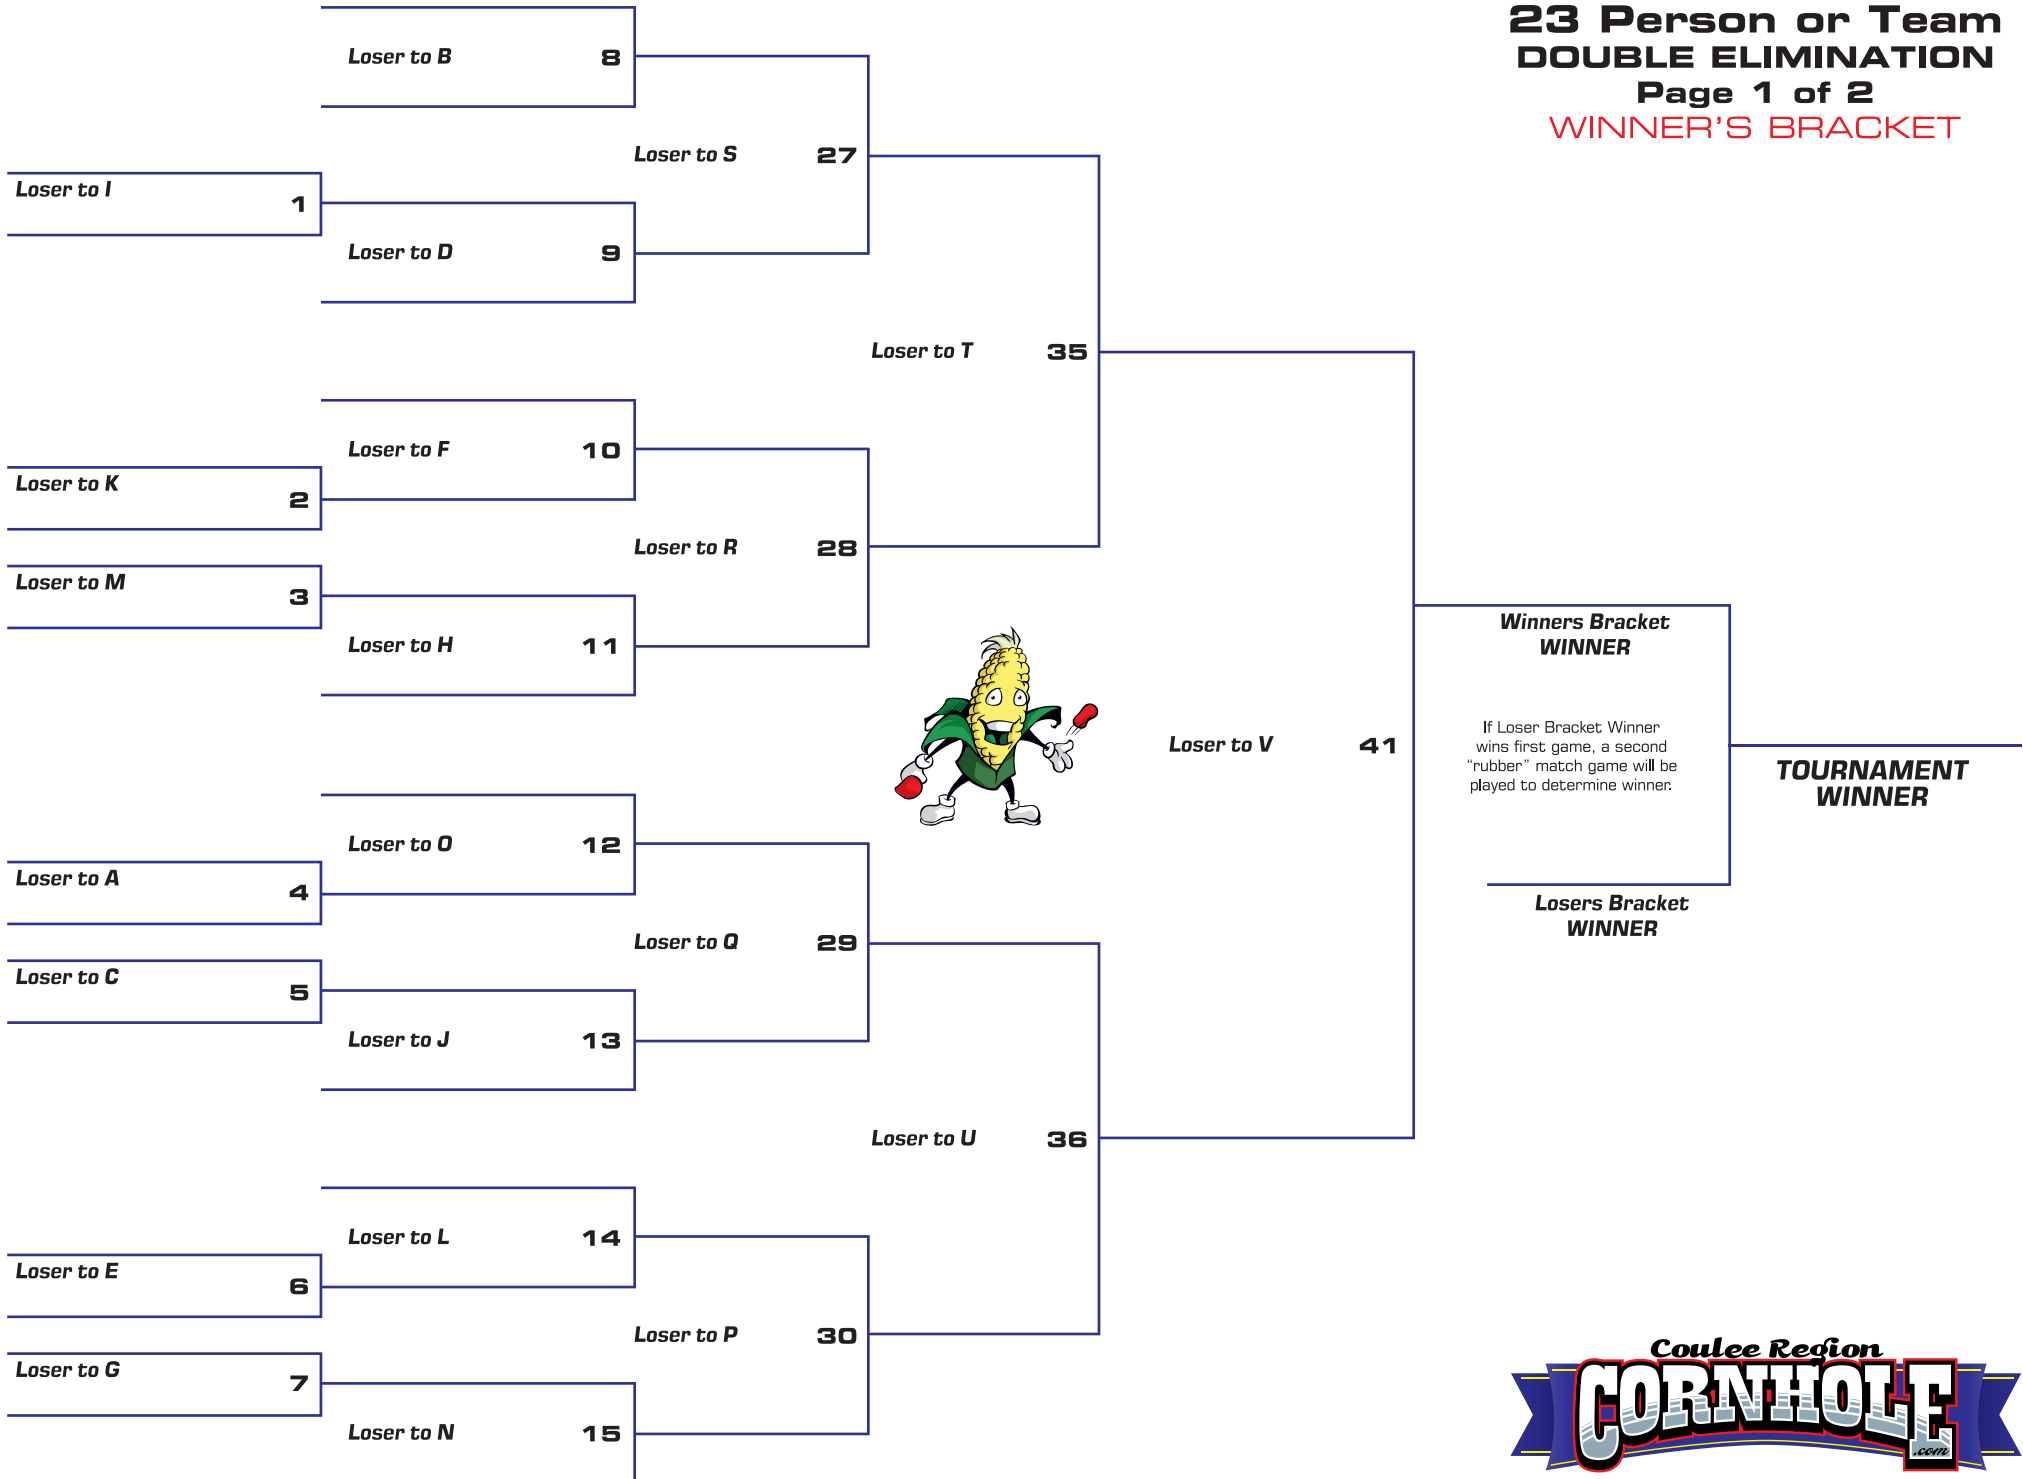 23 Person or Team
DOUBLE ELIMINATION
Page 1 of 2
WINNER'S BRACKET
Loser to B 8
Loser to S 27
Loser to I 1
Loser to D 9
Loser to T 35
Loser to F 10
Loser to K 2
Loser to R 28
Loser to M 3
Loser to H 11
Winners Bracket
WINNER
If Loser Bracket Winner
wins first game, a second
“rubber” match game will be
played to determine winner.
Loser to V 41
TOURNAMENT
WINNER
Loser to O 12
Loser to A 4
Losers Bracket
WINNER
Loser to Q 29
Loser to C 5
Loser to J 13
Loser to U 36
Loser to L 14
Loser to E 6
Loser to P 30
Loser to G 7
Loser to N 15
Coulee Region
CORNHOLE
.com